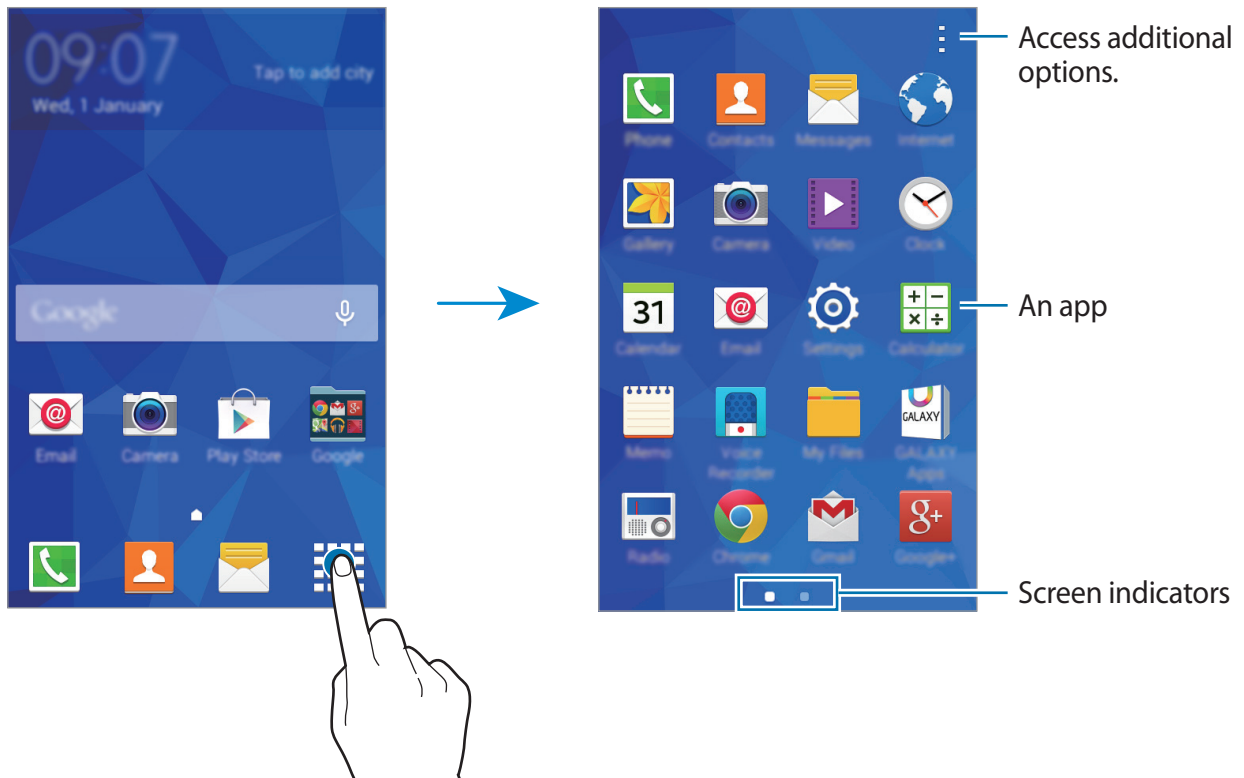 09:07
Tap to add city
Wed, 1 January
Google
Email
Camera
Play Store
Google
Access additional
options.
Phone
Contacts
Messages
Internet
Gallery
Camera
Video
Clock
31
Calendar
Email
Settings
Calculator
An app
GALAXY
Memo
Voice
Recorder
My Files
GALAXY
Apps
Radio
Chrome
Gmail
Google+
Screen indicators